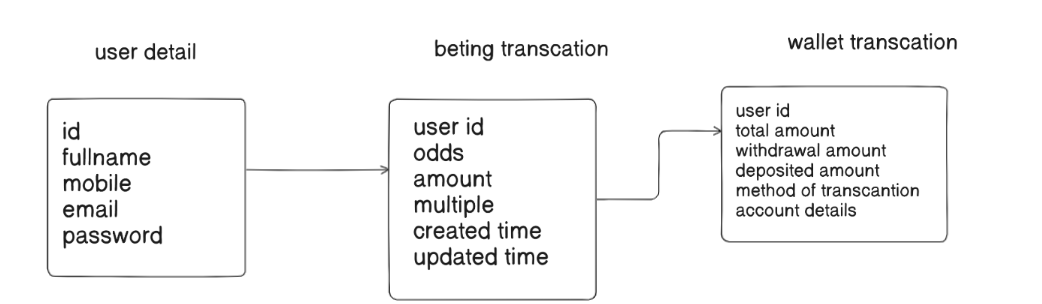 user detail
id
fullname
mobile
email
password
beting transcation
user id
odds
amount
multiple
created time
updated time
wallet transcation
user id
total amount
withdrawal amount
deposited amount
method of transcantion
account details